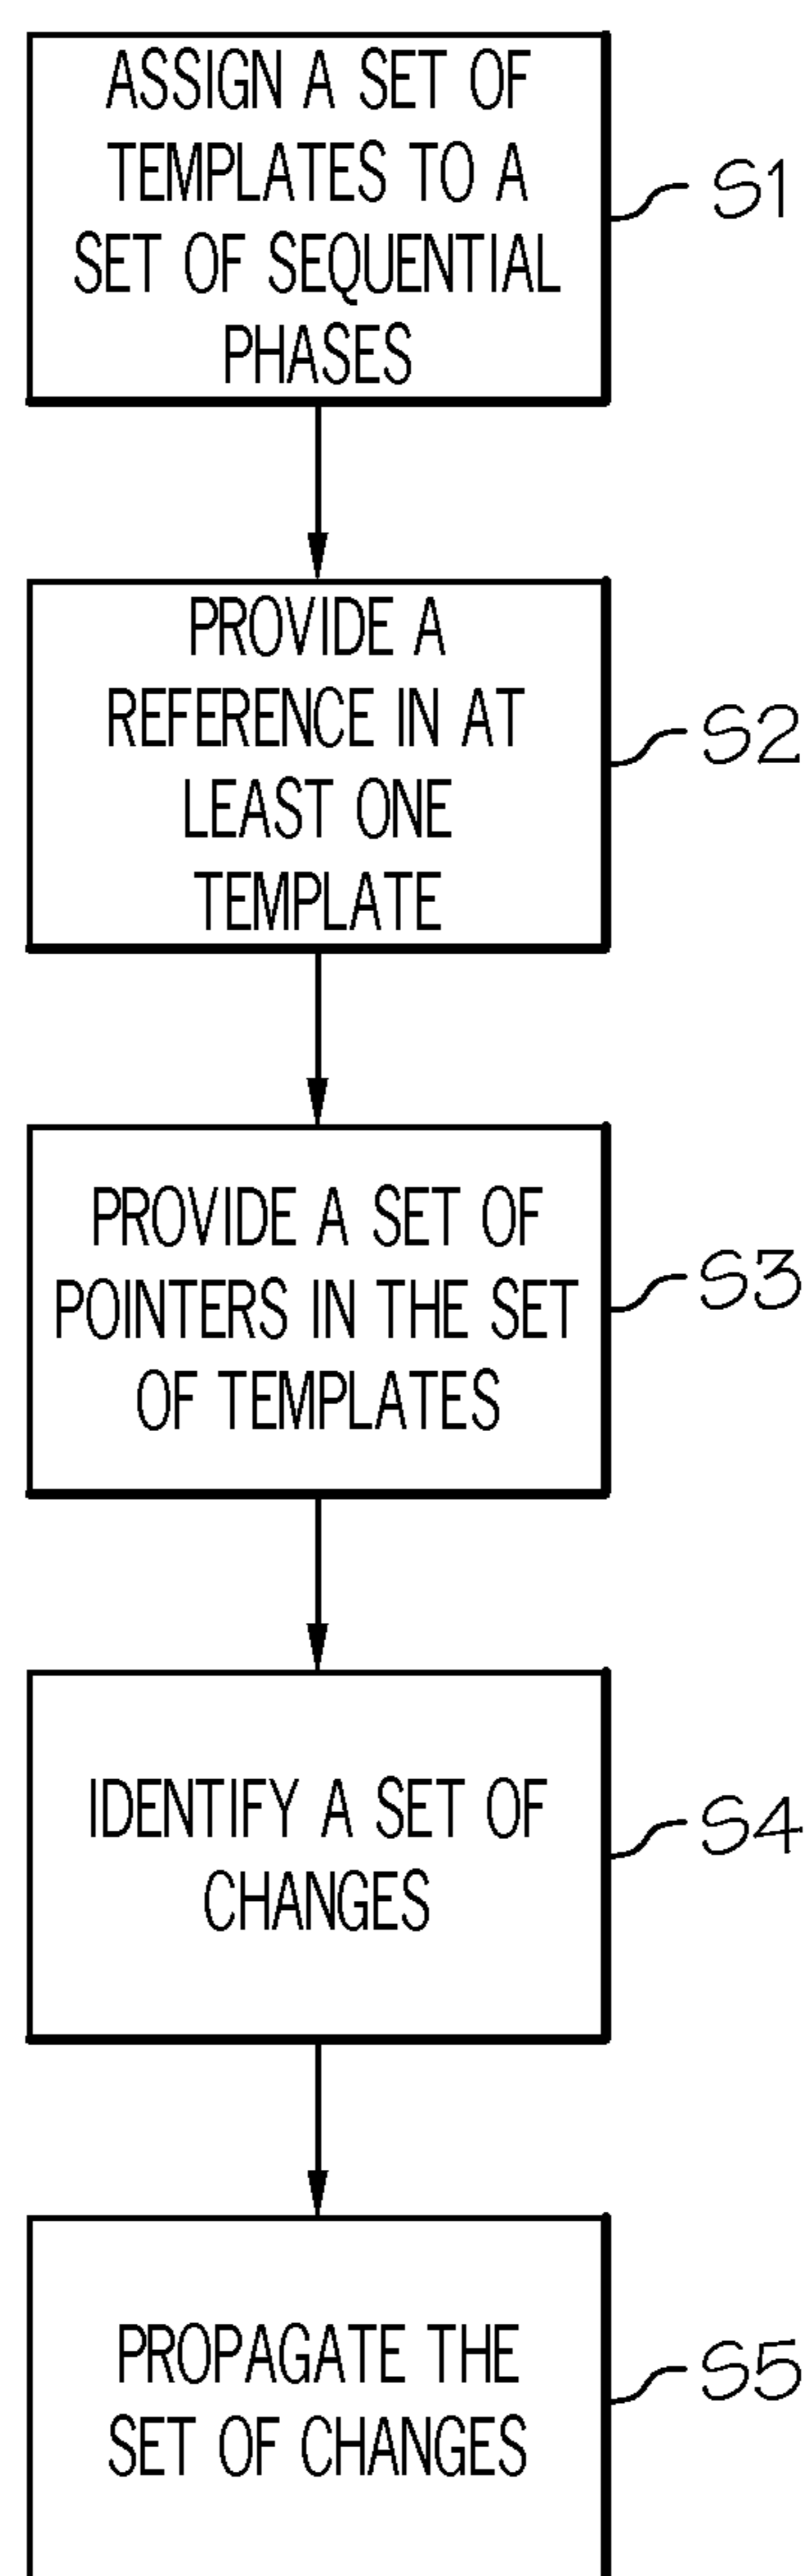 ASSIGN A SET OF
TEMPLATES TO A
SET OF SEQUENTIAL
PHASES
S1
PROVIDE A
REFERENCE IN AT
LEAST ONE
TEMPLATE
S2
PROVIDE A SET OF
POINTERS IN THE SET
OF TEMPLATES
S3
IDENTIFY A SET OF
CHANGES
S4
PROPAGATE THE
SET OF CHANGES
S5